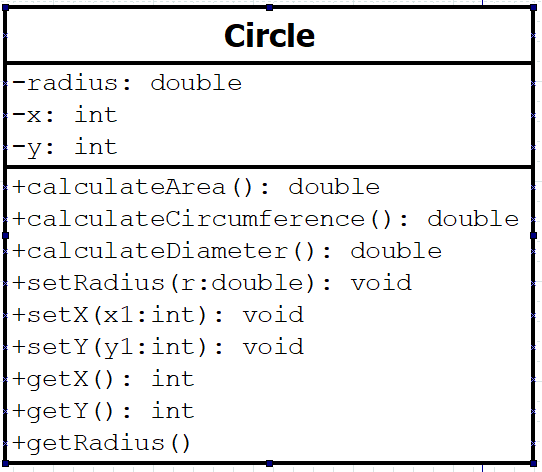 Circle
-radius: double
-x: int
-y: int
+calculateArea(): double
+calculateCircumference(): double
+calculateDiameter(): double
+setRadius(r:double): void
+setX(x1:int): void
+setY(y1:int): void
+getX(): int
+getY(): int
+getRadius()